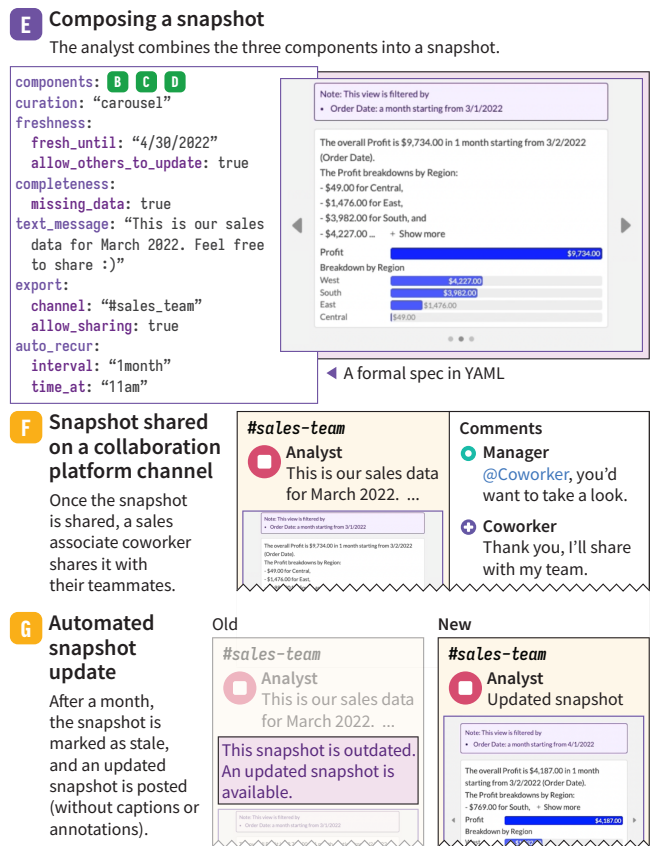 E Composing a snapshot
The analyst combines the three components into a snapshot.
components: B C D
curation: “carousel”
freshness:
fresh_until: “4/30/2022”
allow_others_to_update: true
completeness:
missing_data: true
text_message: “This is our sales
data for March 2022. Feel free
to share :)”
export:
channel: “#sales_team”
allow_sharing: true
auto_recur:
interval: “1month”
time_at: “11am”
Note: This view is filtered by
• Order Date: a month starting from 3/1/2022
The overall Profit is $9,734.00 in 1 month starting from 3/2/2022
(Order Date).
The Profit breakdowns by Region:
- $49.00 for Central,
- $1,476.00 for East,
- $3,982.00 for South, and
- $4,227.00 ... + Show more
Profit $9,734.00
Breakdown by Region
West $4,227.00
South $3,982.00
East $1,476.00
Central $49.00
◀ A formal spec in YAML
F Snapshot shared
on a collaboration
platform channel
Once the snapshot
is shared, a sales
associate coworker
shares it with
their teammates.
#sales-team
Analyst
This is our sales data
for March 2022. ...
Note: This view is filtered by
• Order Date: a month starting from 3/1/2022
The overall Profit is $9,734.00 in 1 month starting from 3/2/2022
(Order Date).
The Profit breakdowns by Region:
- $49.00 for Central,
- $1,476.00 for East,
Comments
Manager
@Coworker, you’d
want to take a look.
Coworker
Thank you, I’ll share
with my team.
G Automated
snapshot
update
After a month,
the snapshot is
marked as stale,
and an updated
snapshot is posted
(without captions or
annotations).
Old
#sales-team
Analyst
This is our sales data
for March 2022. ...
This snapshot is outdated.
An updated snapshot is
available.
Note: This view is filtered by
• Order Date: a month starting from 3/1/2022
New
#sales-team
Analyst
Updated snapshot
Note: This view is filtered by
• Order Date: a month starting from 4/1/2022
The overall Profit is $4,187.00 in 1 month
starting from 3/2/2022 (Order Date).
The Profit breakdowns by Region:
- $769.00 for South, + Show more
Profit $4,187.00
Breakdown by Region